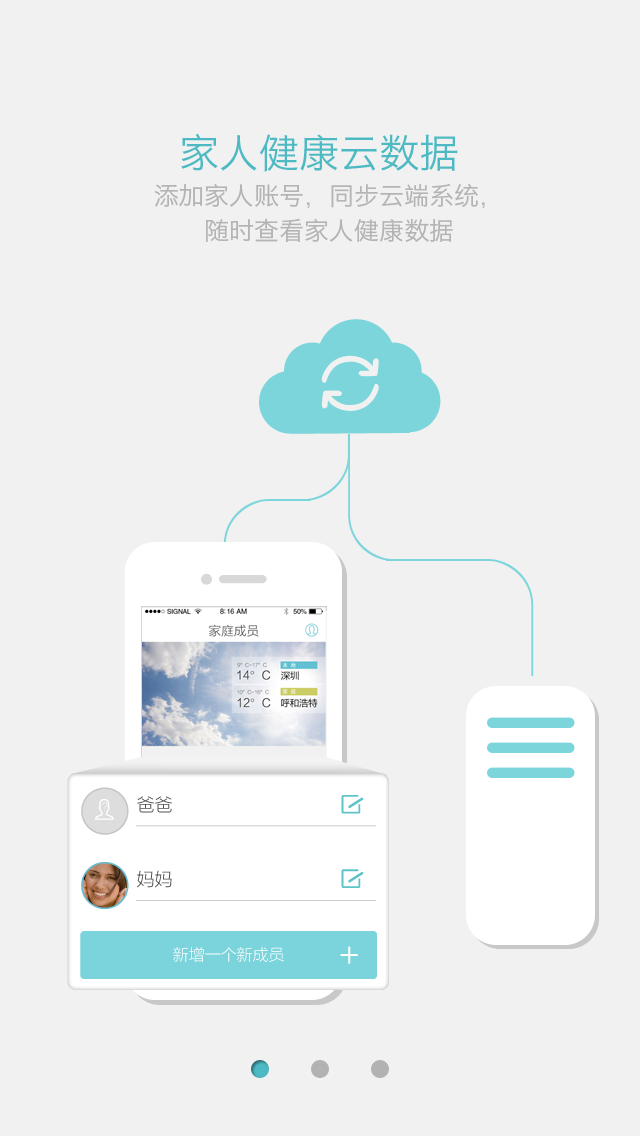 家人健康云数据
添加家人账号，同步云端系统，
随时查看家人健康数据
SIGNAL 8:16 AM 50%
家庭成员
9° C-17° C
14° C 深圳
10° C-16° C
12° C 呼和浩特
爸爸
妈妈
新增一个新成员 +